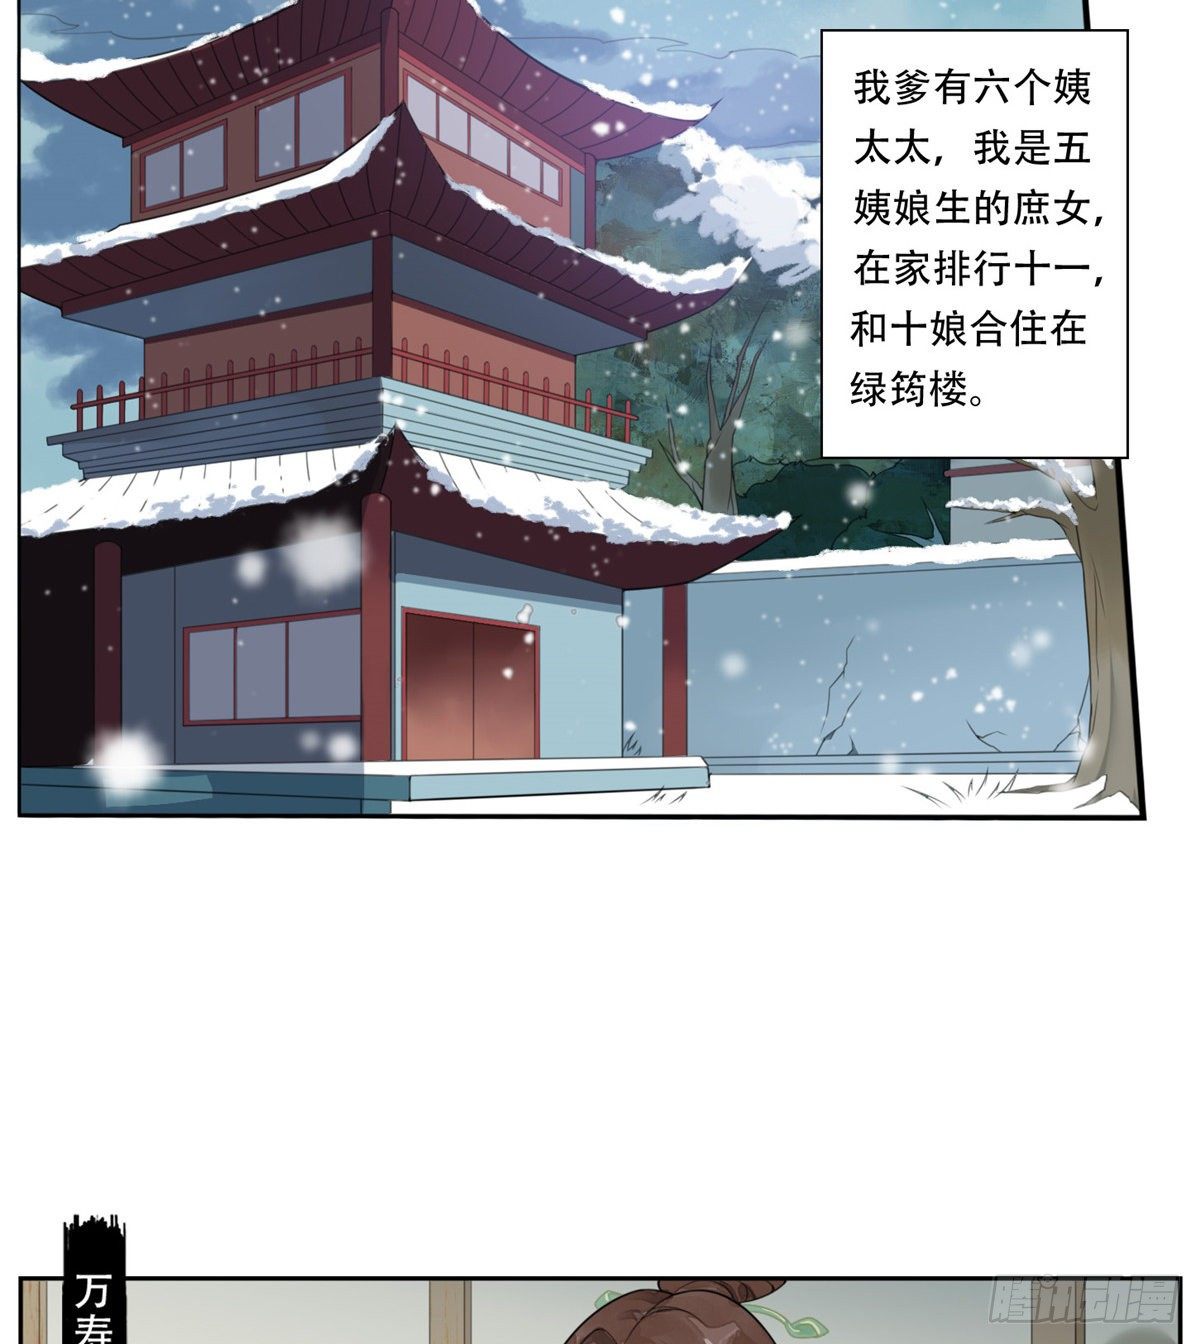 我爹有六个姨
太太，我是五
姨娘生的庶女，
在家排行十一，
和十娘合住在
绿筠楼。
万寿
腾讯动漫